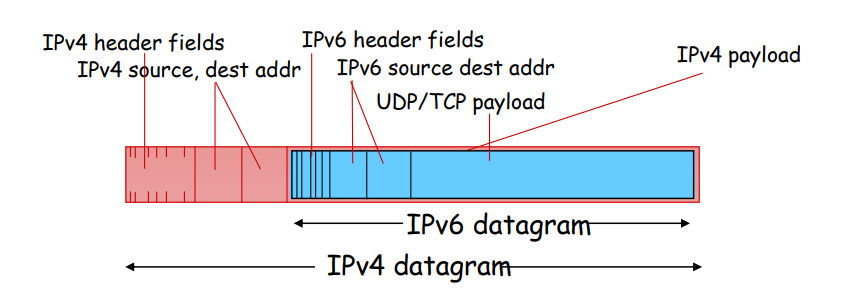 IPv4 header fields
IPv4 source, dest addr
IPv6 header fields
IPv6 source dest addr
UDP/TCP payload
IPv4 payload
IPv6 datagram
IPv4 datagram